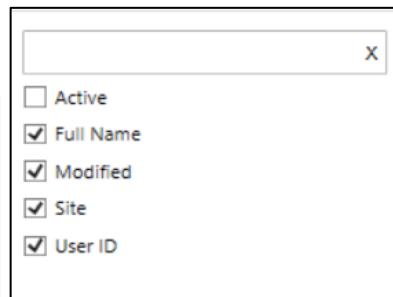 X
Active
Full Name
Modified
Site
User ID